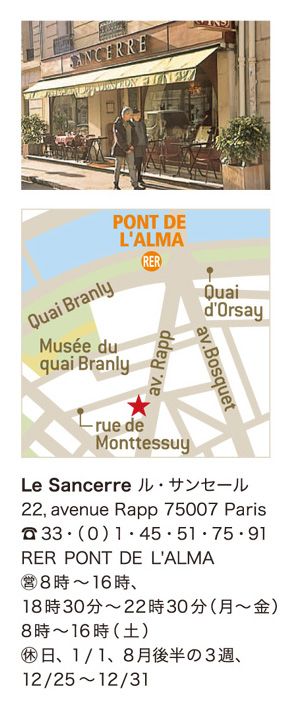 SANCERRE
PONT DE
L'ALMA
RER
Quai Branly
Quai
d'Orsay
Musée du
quai Branly
av. Rapp
av.Bosquet
rue de
Monttessuy
Le Sancerre ル・サンセール
22, avenue Rapp 75007 Paris
☎33・(0)1・45・51・75・91
RER PONT DE L'ALMA
㊡8時〜16時、
18時30分〜22時30分(月〜金)
8時〜16時(土)
㊡日、1/1、8月後半の3週、
12/25〜12/31